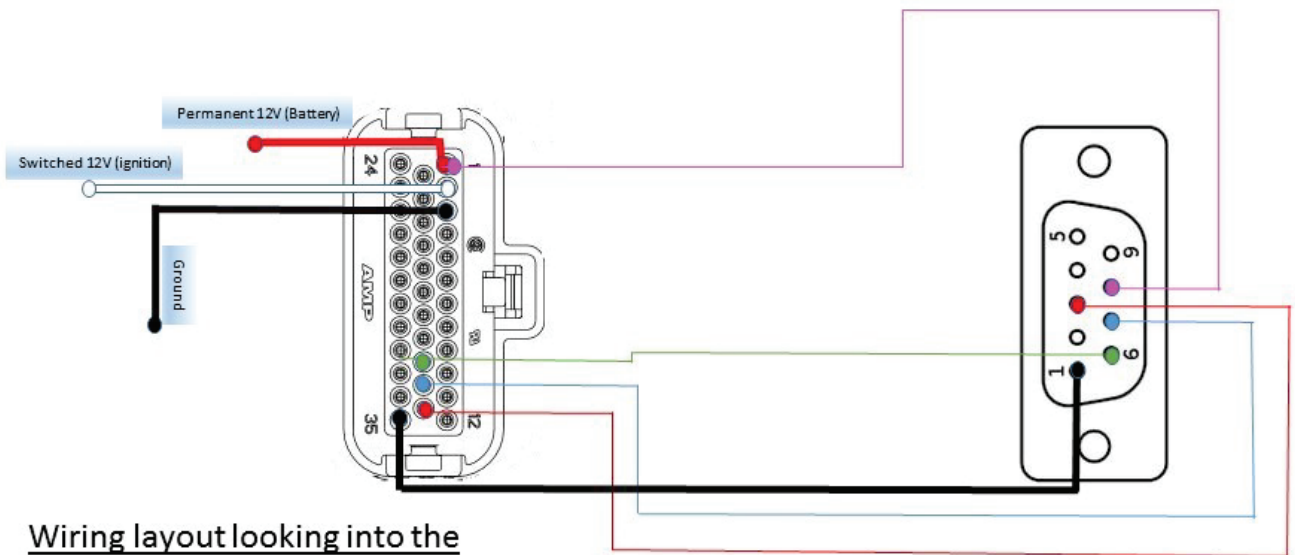 Permanent 12V (Battery)
Switched 12V (ignition)
Ground
24
1
AMP
35
12
5
9
1
6
Wiring layout looking into the